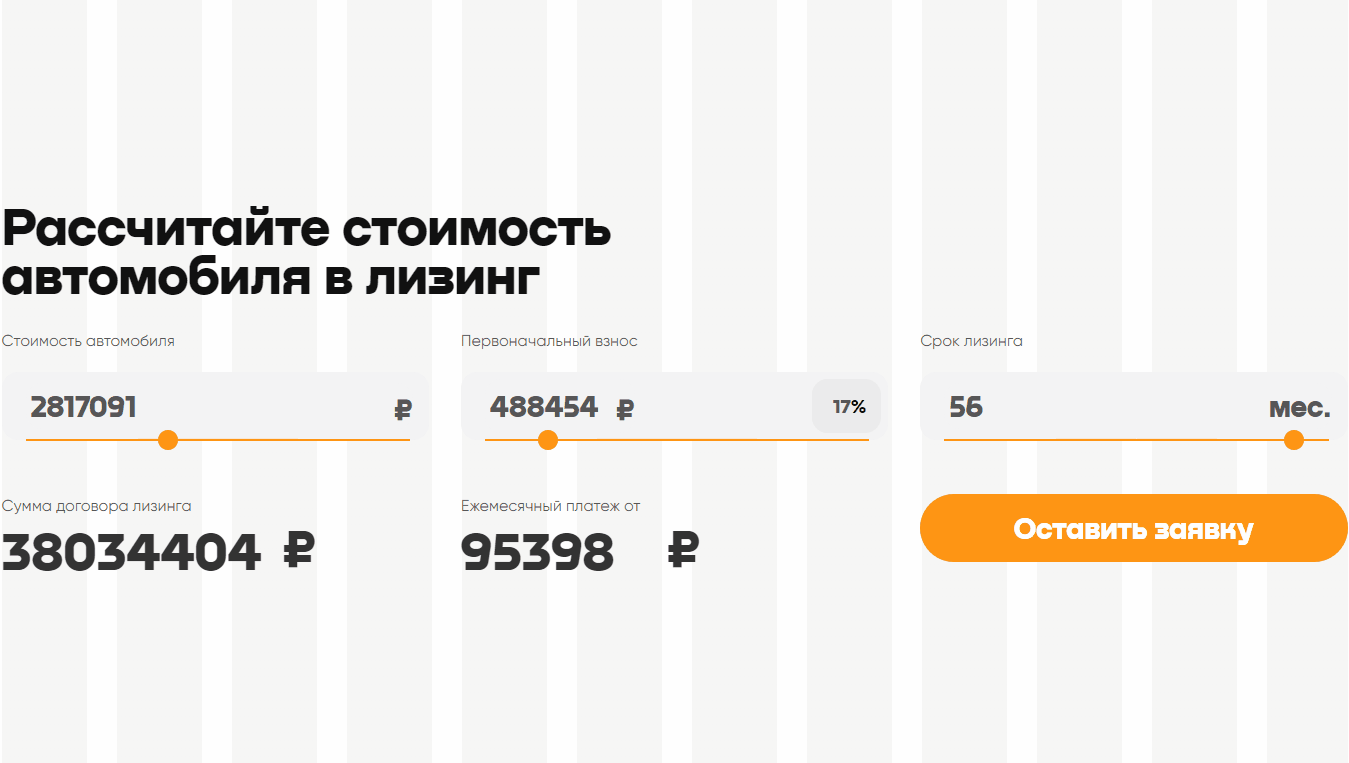 Рассчитайте стоимость
автомобиля в лизинг
Стоимость автомобиля
Первоначальный взнос
Срок лизинга
2817091 ₽
488454 ₽ 17%
56 мес.
Сумма договора лизинга
Ежемесячный платеж от
38034404 ₽
95398 ₽
Оставить заявку